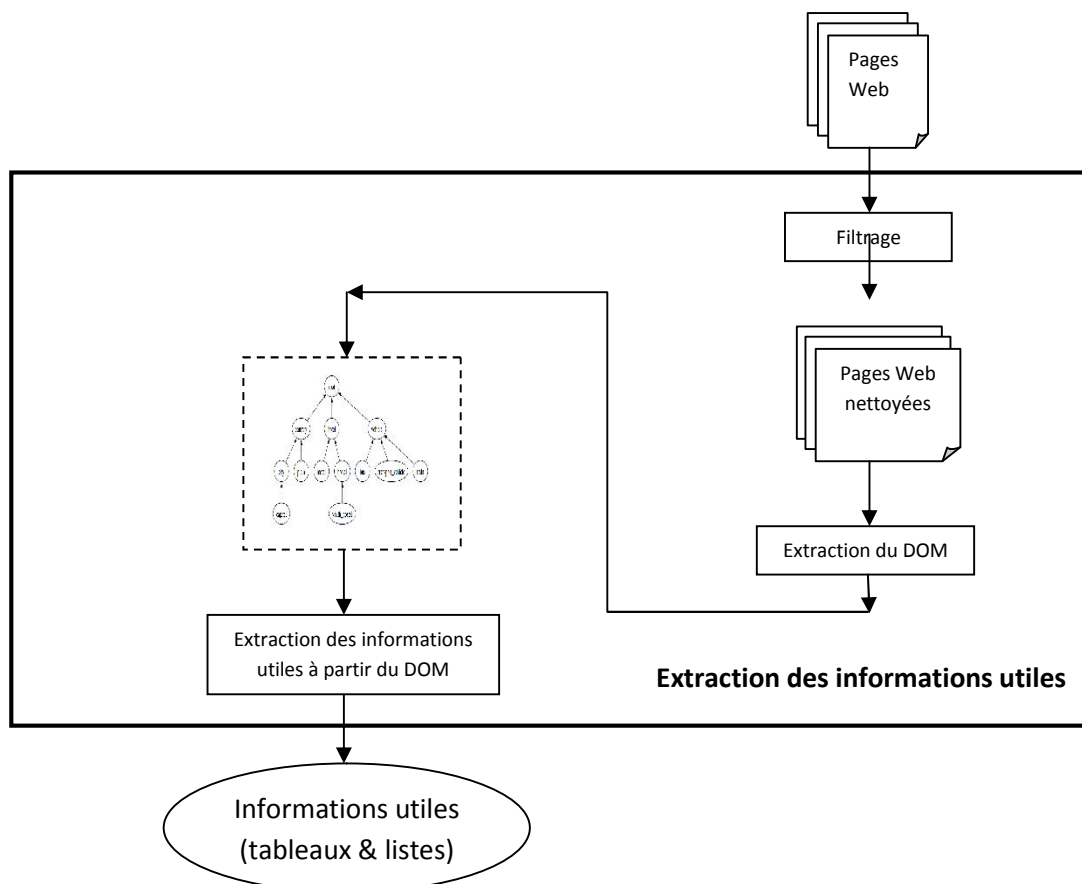 Pages
Web
Filtrage
Pages Web
nettoyées
Extraction du DOM
Extraction des informations
utiles à partir du DOM
Extraction des informations utiles
Informations utiles
(tableaux & listes)